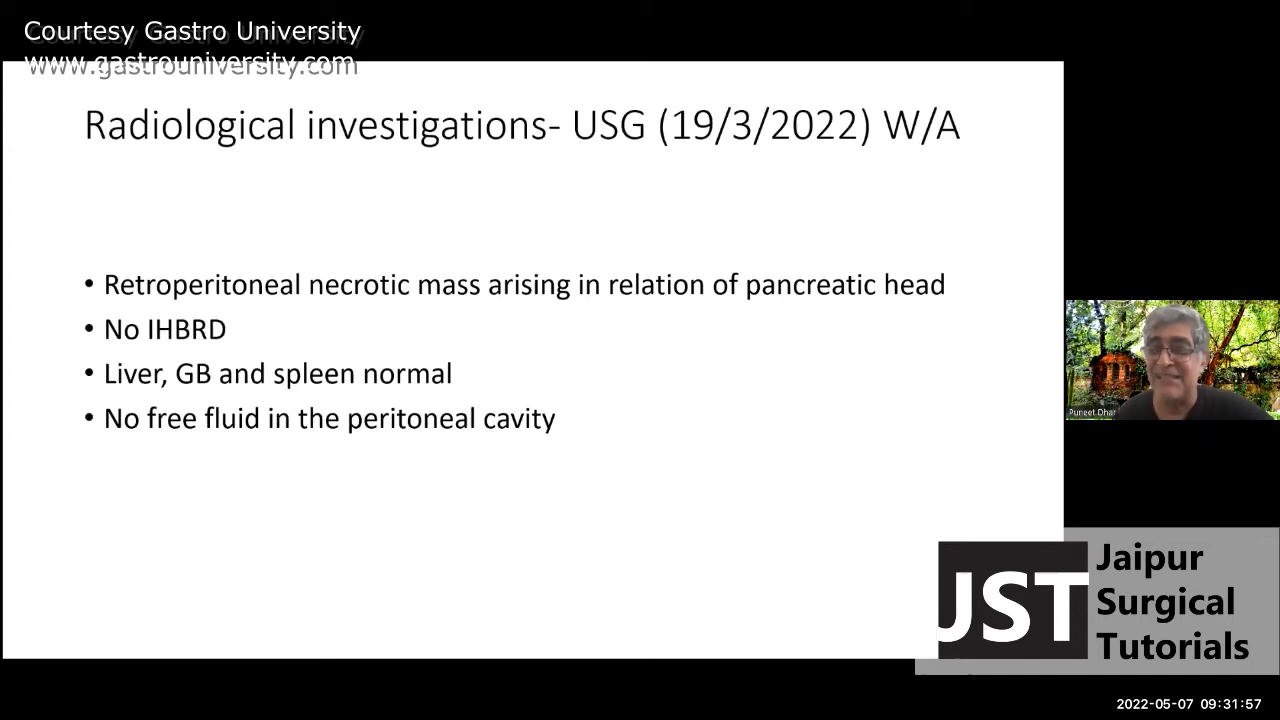 Courtesy Gastro University
www.gastrouniversity.com
Radiological investigations- USG (19/3/2022) W/A
• Retroperitoneal necrotic mass arising in relation of pancreatic head
• No IHBRD
• Liver, GB and spleen normal
• No free fluid in the peritoneal cavity
Puneet Dhar
JST
Jaipur
Surgical
Tutorials
2022-05-07 09:31:57